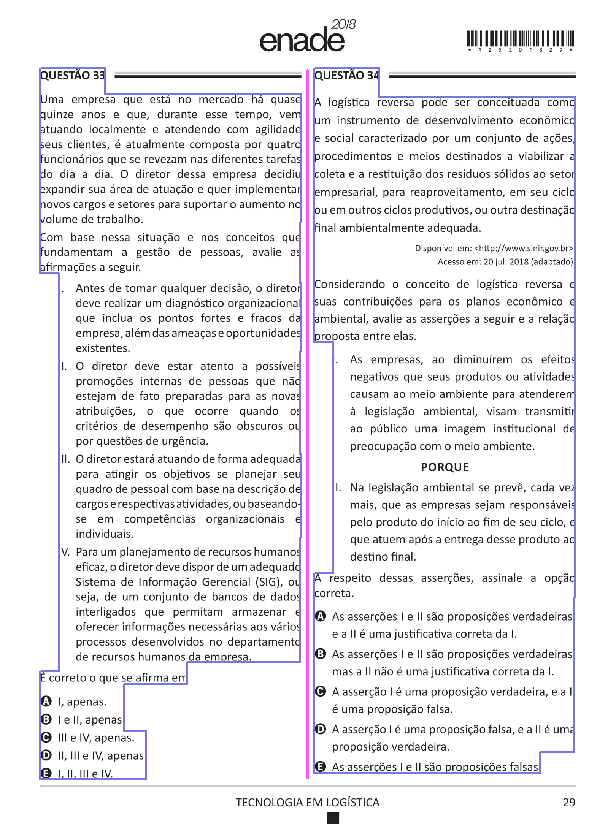 enade 2018
QUESTÃO 33
Uma empresa que está no mercado há quase
quinze anos e que, durante esse tempo, vem
atuando localmente e atendendo com agilidade
seus clientes, é atualmente composta por quatro
funcionários que se revezam nas diferentes tarefas
do dia a dia. O diretor dessa empresa decidiu
expandir sua área de atuação e quer implementar
novos cargos e setores para suportar o aumento no
volume de trabalho.
Com base nessa situação e nos conceitos que
fundamentam a gestão de pessoas, avalie as
afirmações a seguir.
. Antes de tomar qualquer decisão, o diretor
deve realizar um diagnóstico organizacional
que inclua os pontos fortes e fracos da
empresa, além das ameaças e oportunidades
existentes.
I. O diretor deve estar atento a possíveis
promoções internas de pessoas que não
estejam de fato preparadas para as novas
atribuições, o que ocorre quando os
critérios de desempenho são obscuros ou
por questões de urgência.
II. O diretor estará atuando de forma adequada
para atingir os objetivos se planejar seu
quadro de pessoal com base na descrição de
cargos e respectivas atividades, ou baseando-
se em competências organizacionais e
individuais.
V. Para um planejamento de recursos humanos
eficaz, o diretor deve dispor de um adequado
Sistema de Informação Gerencial (SIG), ou
seja, de um conjunto de bancos de dados
interligados que permitam armazenar e
oferecer informações necessárias aos vários
processos desenvolvidos no departamento
de recursos humanos da empresa.
É correto o que se afirma em
A I, apenas.
B I e II, apenas
C III e IV, apenas.
D II, III e IV, apenas
E I, II, III e IV.
QUESTÃO 34
A logística reversa pode ser conceituada como
um instrumento de desenvolvimento econômico
e social caracterizado por um conjunto de ações,
procedimentos e meios destinados a viabilizar a
coleta e a restituição dos resíduos sólidos ao setor
empresarial, para reaproveitamento, em seu ciclo
ou em outros ciclos produtivos, ou outra destinação
final ambientalmente adequada.
Disponível em: <http://www.sinir.gov.br>
Acesso em: 20 jul. 2018 (adaptado)
Considerando o conceito de logística reversa e
suas contribuições para os planos econômico e
ambiental, avalie as asserções a seguir e a relação
proposta entre elas.
. As empresas, ao diminuírem os efeitos
negativos que seus produtos ou atividades
causam ao meio ambiente para atenderem
à legislação ambiental, visam transmitir
ao público uma imagem institucional de
preocupação com o meio ambiente.
PORQUE
I. Na legislação ambiental se prevê, cada vez
mais, que as empresas sejam responsáveis
pelo produto do início ao fim de seu ciclo, e
que atuem após a entrega desse produto ao
destino final.
A respeito dessas asserções, assinale a opção
correta.
A As asserções I e II são proposições verdadeiras
e a II é uma justificativa correta da I.
B As asserções I e II são proposições verdadeiras
mas a II não é uma justificativa correta da I.
C A asserção I é uma proposição verdadeira, e a I
é uma proposição falsa.
D A asserção I é uma proposição falsa, e a II é uma
proposição verdadeira.
E As asserções I e II são proposições falsas
TECNOLOGIA EM LOGÍSTICA
29